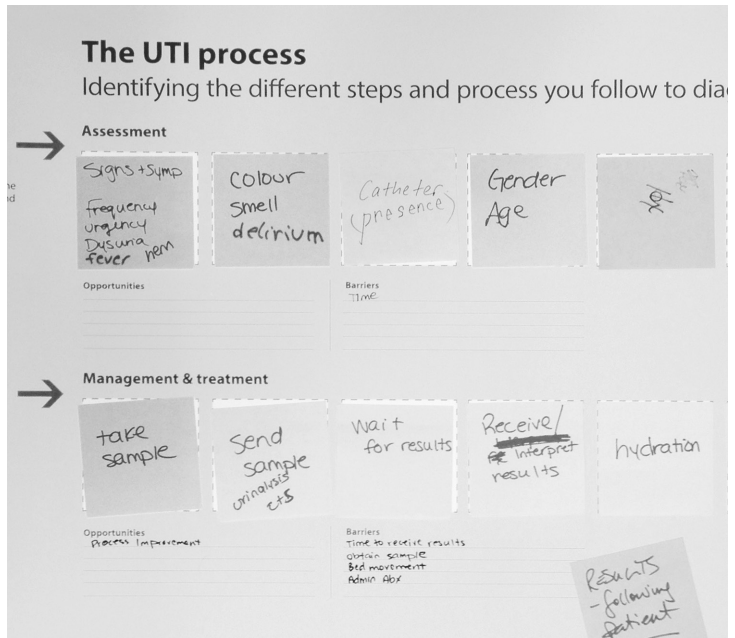 The UTI process
Identifying the different steps and process you follow to dia
Assessment
Signs + Symp
frequency
urgency
Dysuria
fever
Colour
smell
delirium
Catheter
(presence)
Gender
Age
hx
Opportunities
Barriers
Time
Management & treatment
take
sample
Send
sample
urinalysis
c+s
Wait
for results
Receive/
Interpret
results
hydration
Opportunities
Process Improvement
Barriers
Time to receive results
obtain sample
Bed movement
Admin Abx
RESULTS
- following
patient